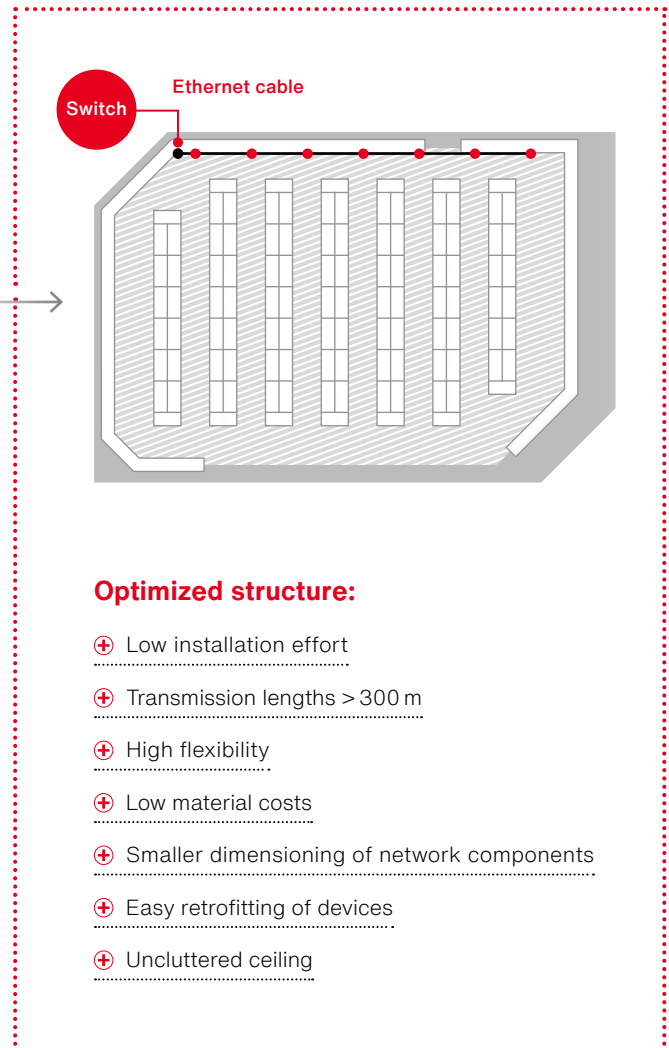 Ethernet cable
Switch
Optimized structure:
Low installation effort
Transmission lengths > 300 m
High flexibility
Low material costs
Smaller dimensioning of network components
Easy retrofitting of devices
Uncluttered ceiling